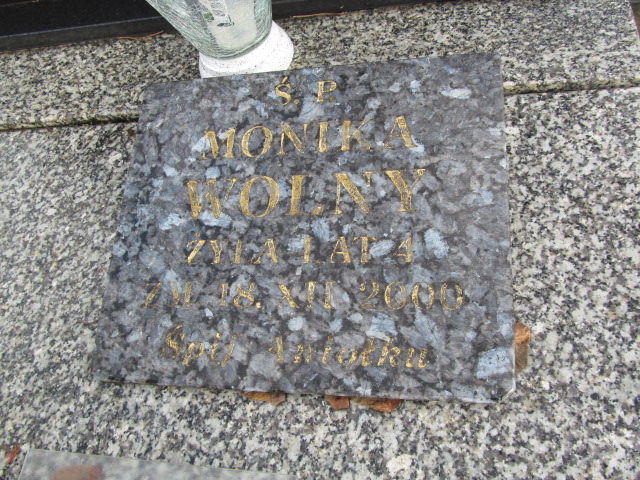 Ś. P.
MONIKA
WOLNY
ŻYŁA LAT 4
ZM. 18. XII. 2000
Śpij Aniołku